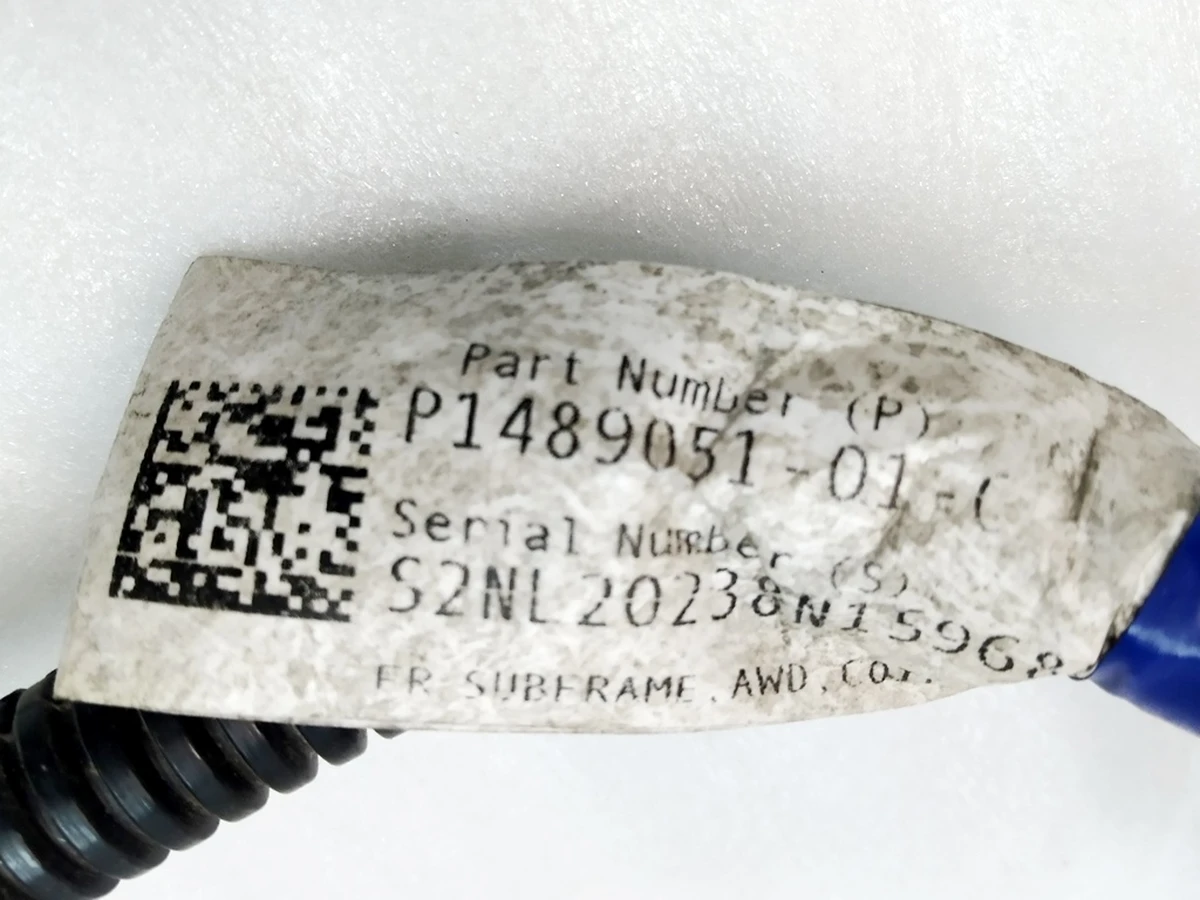 Part Number (P)
P1489051-01-C
Serial Number (S)
S2NL20238N15968
FR SUBFRAME, AWD,